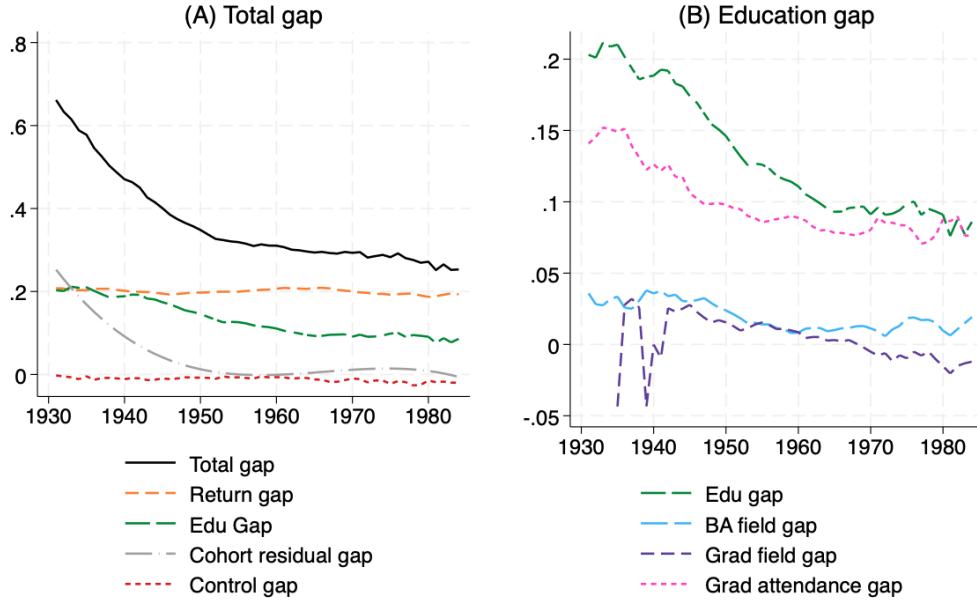 (A) Total gap
.8
.6
.4
.2
0
1930 1940 1950 1960 1970 1980
Total gap
Return gap
Edu Gap
Cohort residual gap
Control gap
(B) Education gap
.2
.15
.1
.05
0
-.05
1930 1940 1950 1960 1970 1980
Edu gap
BA field gap
Grad field gap
Grad attendance gap